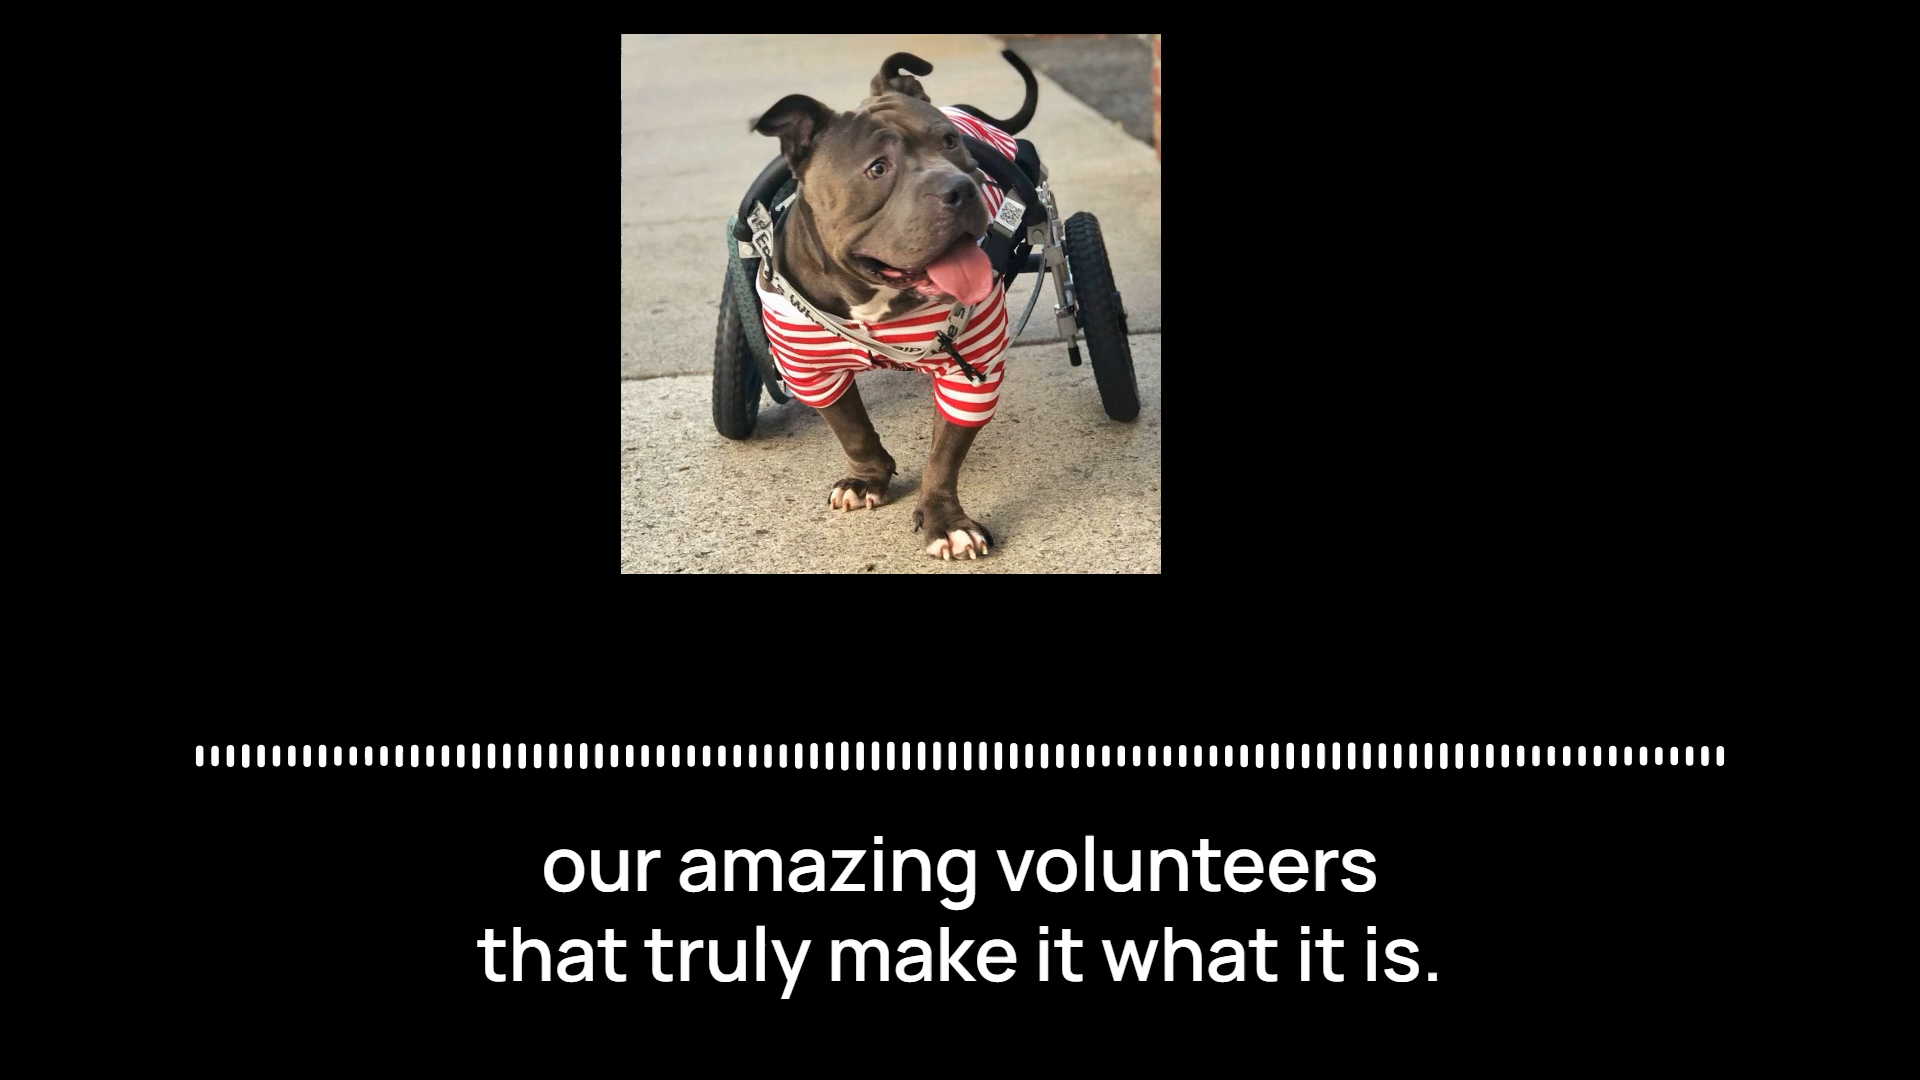 our amazing volunteers
that truly make it what it is.